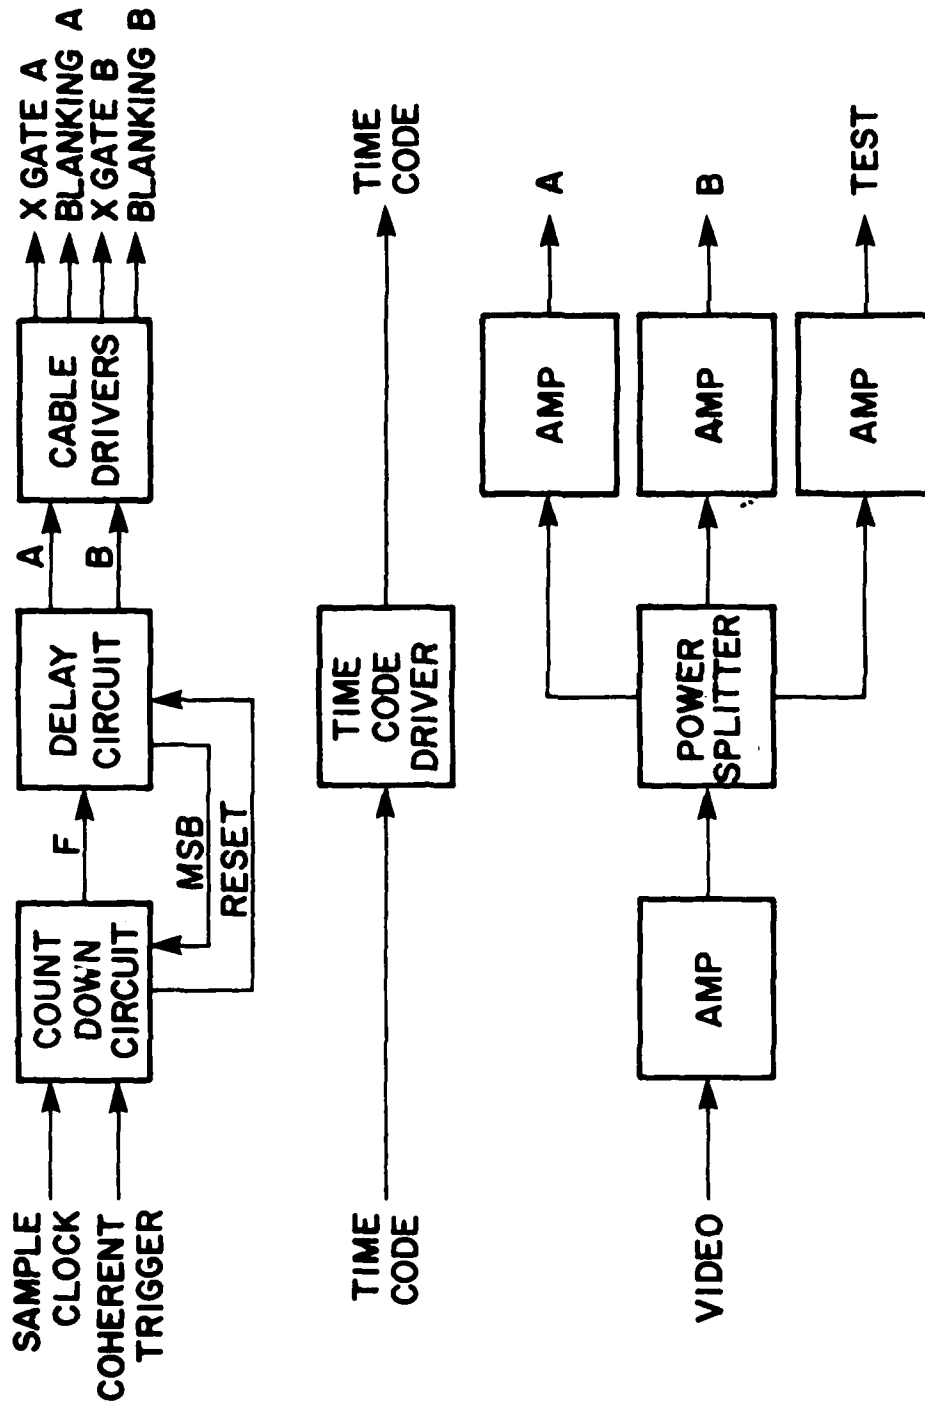 SAMPLE
CLOCK
COHERENT
TRIGGER
COUNT
DOWN
CIRCUIT
F
MSB
RESET
DELAY
CIRCUIT
A
B
CABLE
DRIVERS
X GATE A
BLANKING A
X GATE B
BLANKING B
TIME
CODE
TIME
CODE
DRIVER
TIME
CODE
VIDEO
AMP
POWER
SPLITTER
AMP
A
AMP
B
AMP
TEST